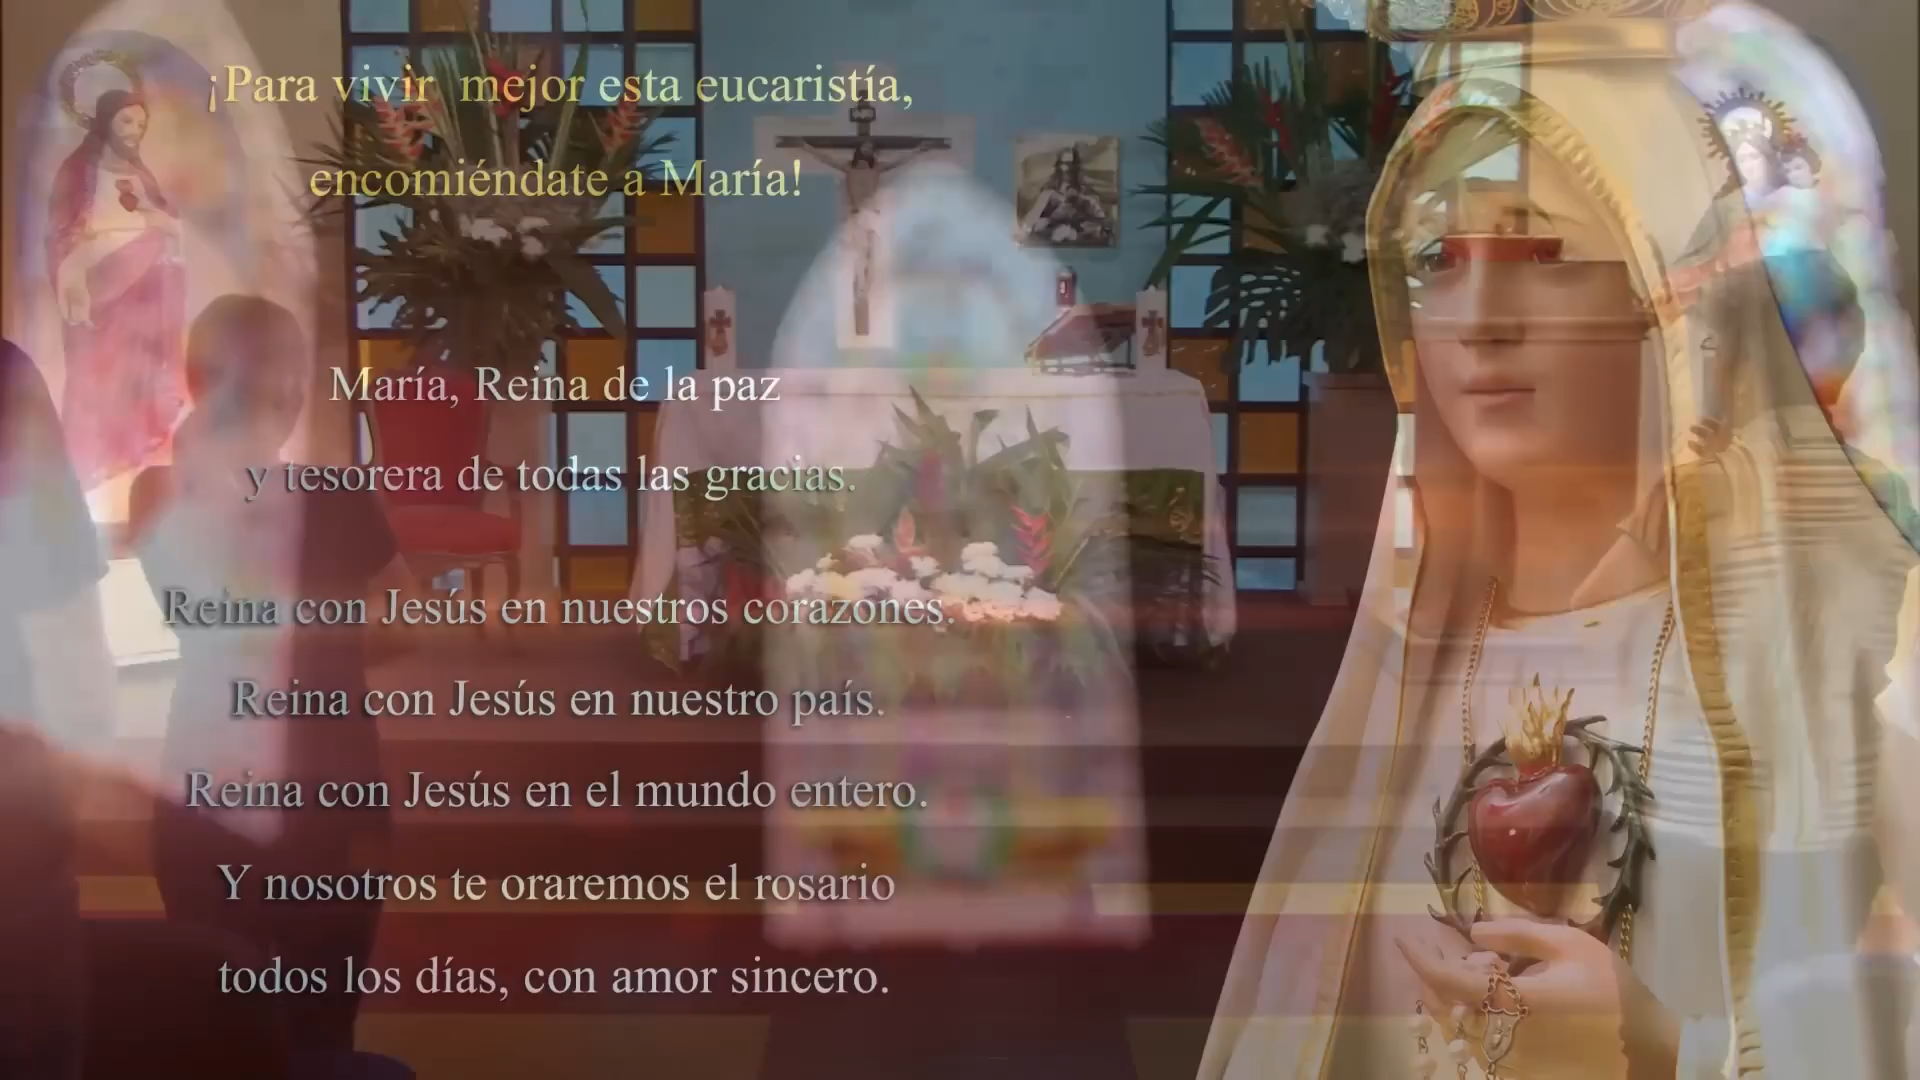 ¡Para vivir mejor esta eucaristía,
encomiéndate a María!
María, Reina de la paz
y tesorera de todas las gracias.
Reina con Jesús en nuestros corazones.
Reina con Jesús en nuestro país.
Reina con Jesús en el mundo entero.
Y nosotros te oraremos el rosario
todos los días, con amor sincero.